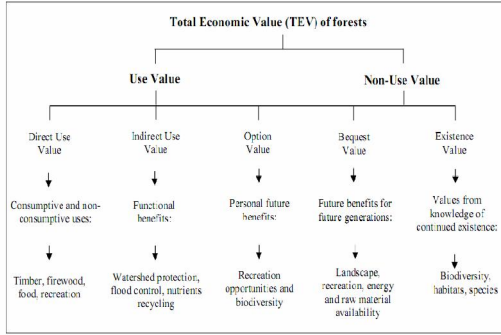 Total Economic Value (TEV) of forests
Use Value
Non-Use Value
Direct Use
Value
Indirect Use
Value
Option
Value
Bequest
Value
Existence
Value
Consumptive and non-
consumptive uses:
Functional
benefits:
Personal future
benefits:
Future benefits for
future generations:
Values from
knowledge of
continued existence:
Timber, firewood,
food, recreation
Watershed protection,
flood control, nutrients
recycling
Recreation
opportunities and
biodiversity
Landscape,
recreation, energy
and raw material
availability
Biodiversity,
habitats, species